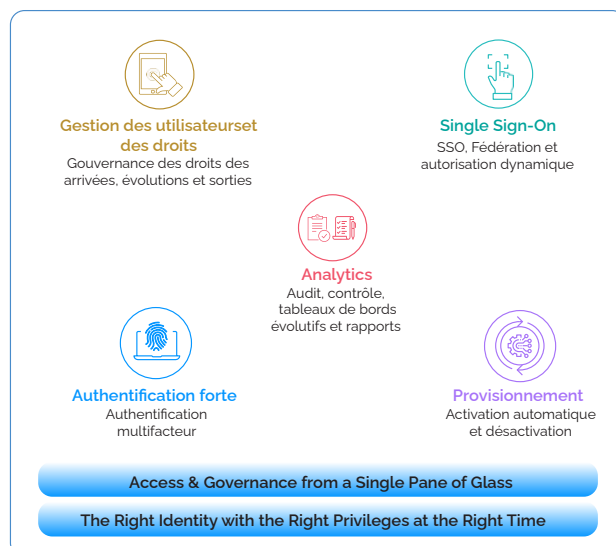 Gestion des utilisateurset
des droits
Gouvernance des droits des
arrivées, évolutions et sorties
Single Sign-On
SSO, Fédération et
autorisation dynamique
Analytics
Audit, contrôle,
tableaux de bords
évolutifs et rapports
Authentification forte
Authentification
multifacteur
Provisionnement
Activation automatique
et désactivation
Access & Governance from a Single Pane of Glass
The Right Identity with the Right Privileges at the Right Time